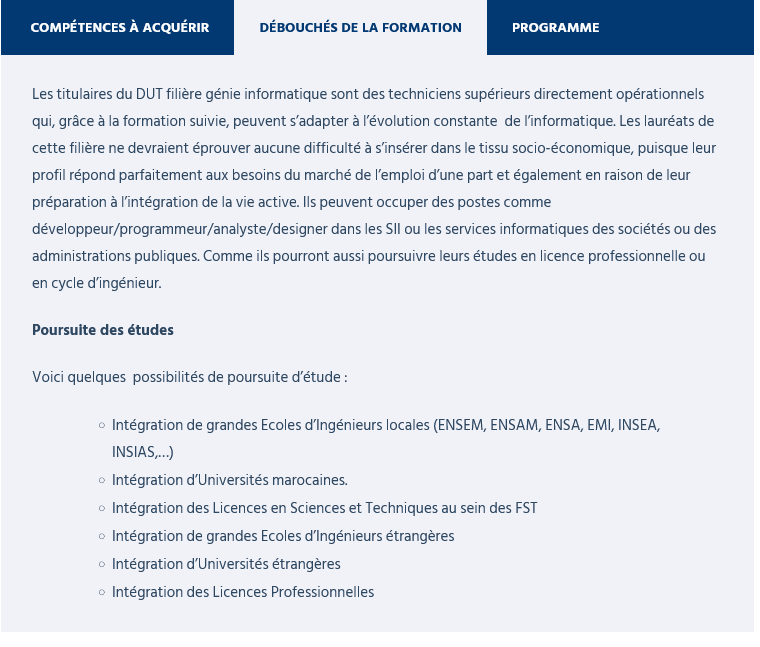 COMPÉTENCES À ACQUÉRIR
DÉBOUCHÉS DE LA FORMATION
PROGRAMME
Les titulaires du DUT filière génie informatique sont des techniciens supérieurs directement opérationnels
qui, grâce à la formation suivie, peuvent s’adapter à l’évolution constante  de l’informatique. Les lauréats de
cette filière ne devraient éprouver aucune difficulté à s’insérer dans le tissu socio-économique, puisque leur
profil répond parfaitement aux besoins du marché de l’emploi d’une part et également en raison de leur
préparation à l’intégration de la vie active. Ils peuvent occuper des postes comme
développeur/programmeur/analyste/designer dans les SII ou les services informatiques des sociétés ou des
administrations publiques. Comme ils pourront aussi poursuivre leurs études en licence professionnelle ou
en cycle d’ingénieur.
Poursuite des études
Voici quelques  possibilités de poursuite d’étude :
○ Intégration de grandes Ecoles d’Ingénieurs locales (ENSEM, ENSAM, ENSA, EMI, INSEA,
INSIAS,…)
○ Intégration d’Universités marocaines.
○ Intégration des Licences en Sciences et Techniques au sein des FST
○ Intégration de grandes Ecoles d’Ingénieurs étrangères
○ Intégration d’Universités étrangères
○ Intégration des Licences Professionnelles